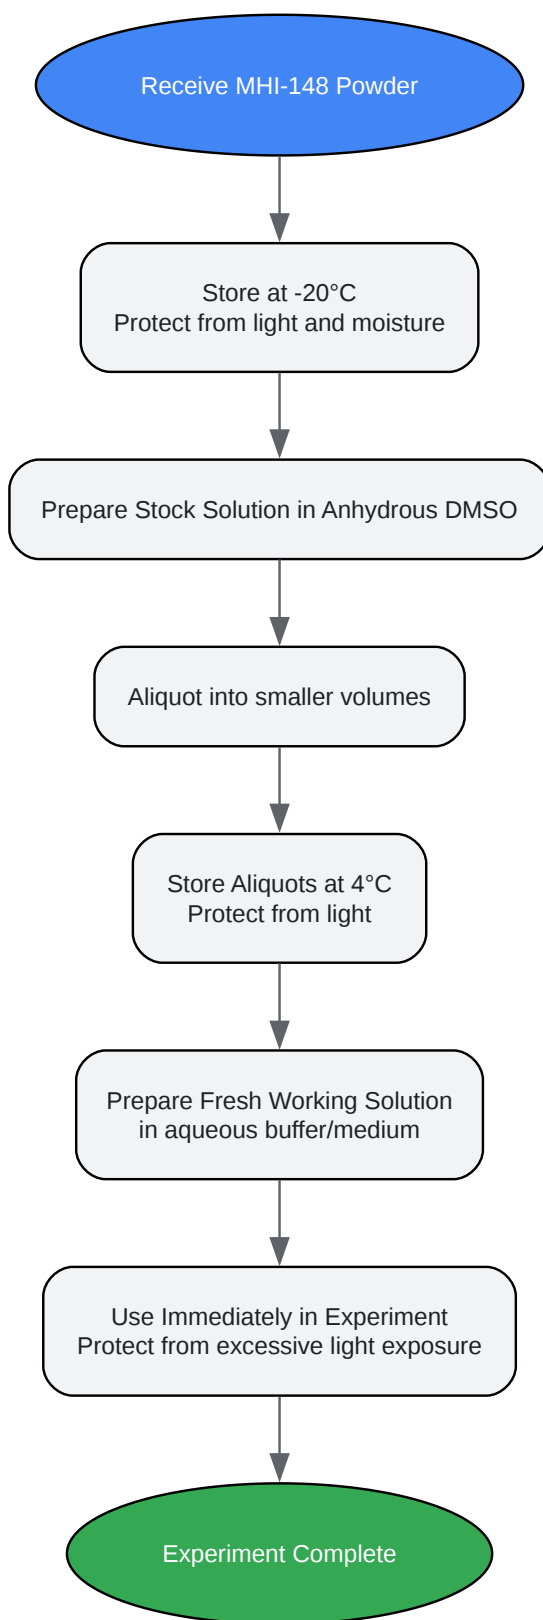 Receive MHI-148 Powder
Store at -20°C
Protect from light and moisture
Prepare Stock Solution in Anhydrous DMSO
Aliquot into smaller volumes
Store Aliquots at 4°C
Protect from light
Prepare Fresh Working Solution
in aqueous buffer/medium
Use Immediately in Experiment
Protect from excessive light exposure
Experiment Complete